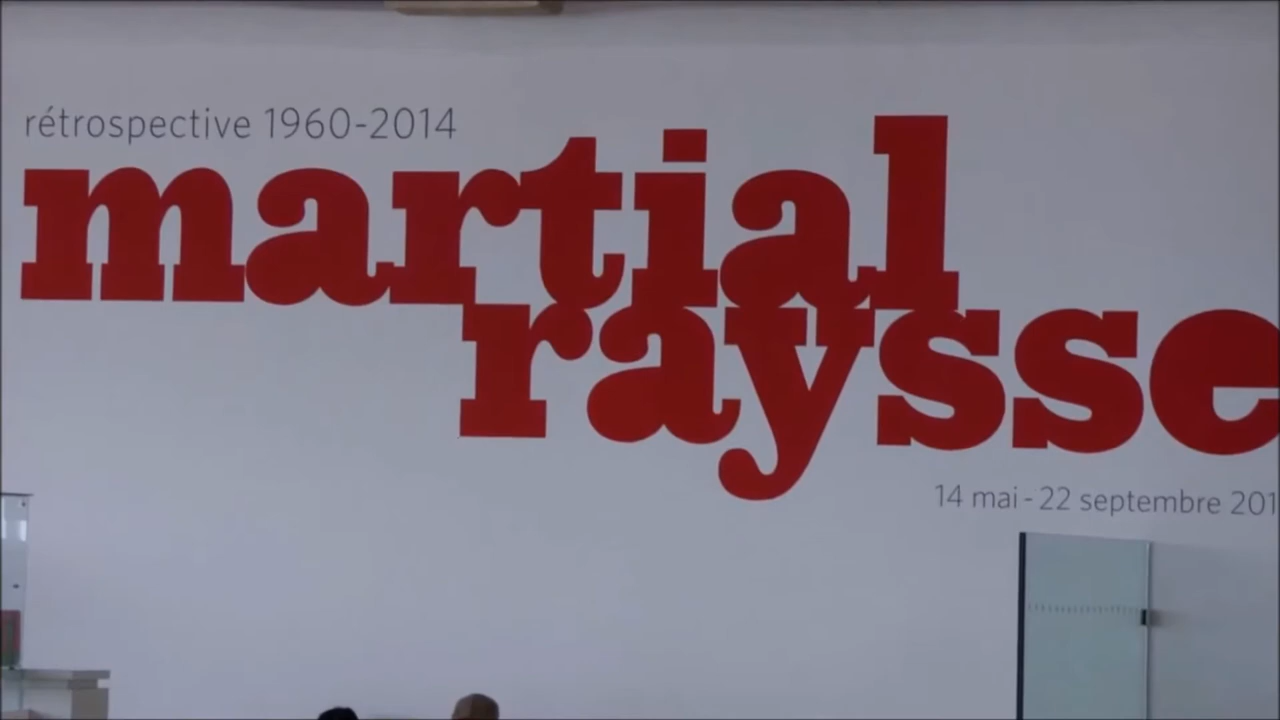 rétrospective 1960-2014
martial
raysse
14 mai - 22 septembre 201